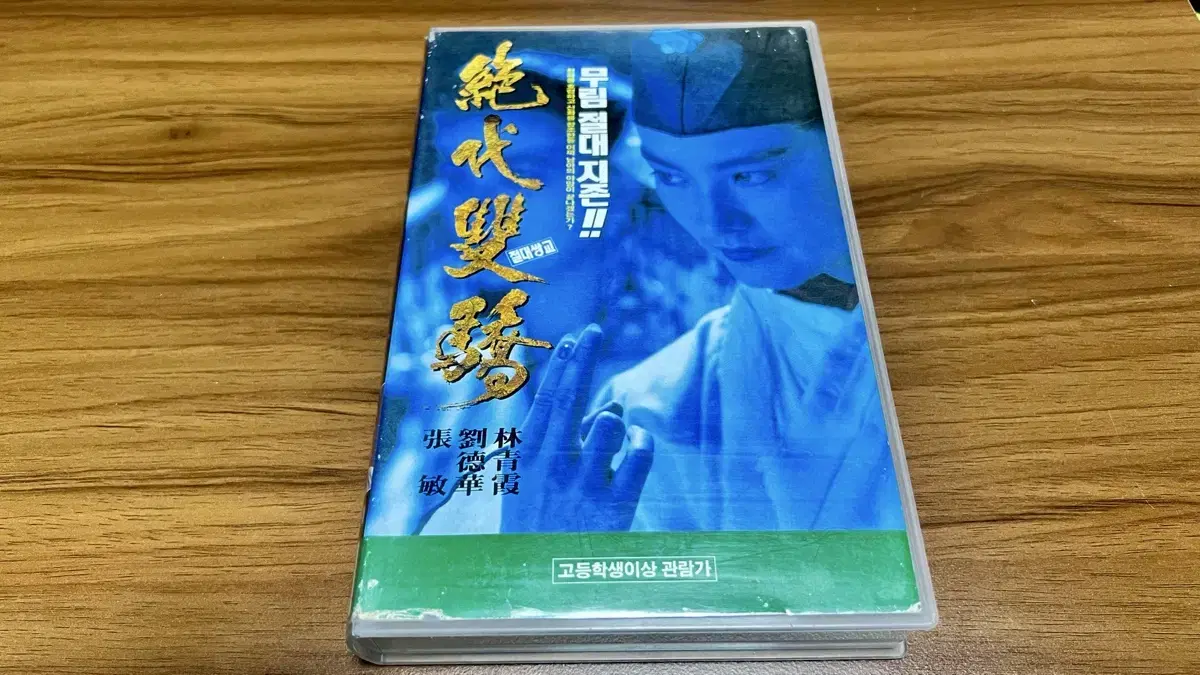 絶代雙驕
절대쌍교
무림 절대 지존!!
林青霞
劉德華
張敏
고등학생이상 관람가